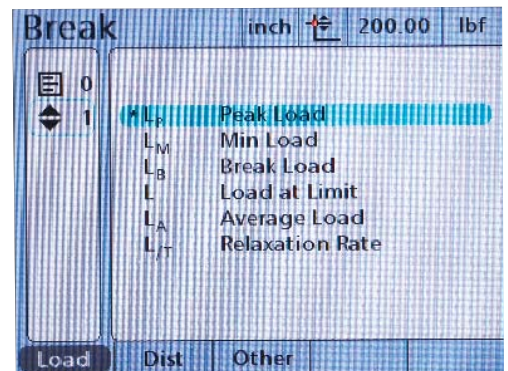 Break inch 200.00 lbf
0
1
* LP Peak Load
LM Min Load
LB Break Load
L Load at Limit
LA Average Load
L/T Relaxation Rate
Load Dist Other